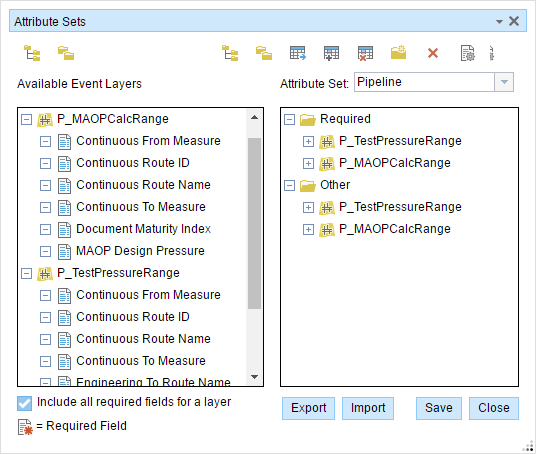 Attribute Sets
Available Event Layers
Attribute Set: Pipeline
P_MAOPCalcRange
Continuous From Measure
Continuous Route ID
Continuous Route Name
Continuous To Measure
Document Maturity Index
MAOP Design Pressure
P_TestPressureRange
Continuous From Measure
Continuous Route ID
Continuous Route Name
Continuous To Measure
Engineering To Route Name
Required
P_TestPressureRange
P_MAOPCalcRange
Other
P_TestPressureRange
P_MAOPCalcRange
Include all required fields for a layer
= Required Field
Export Import Save Close